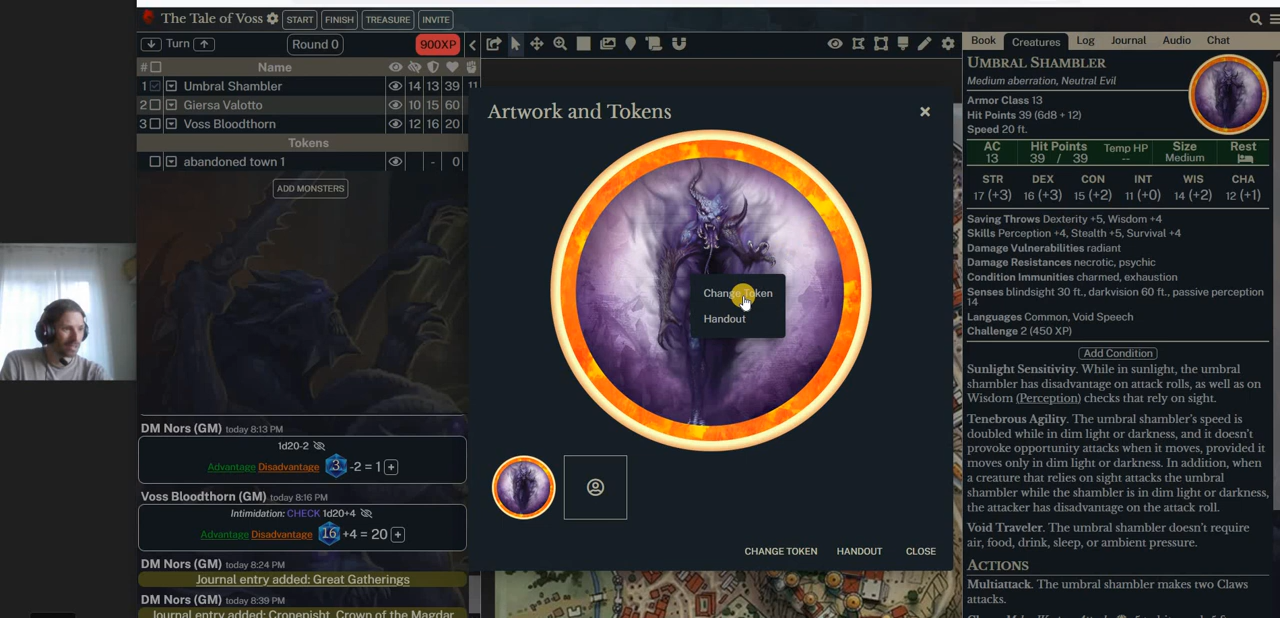 The Tale of Voss
START
FINISH
TREASURE
INVITE
Turn
Round 0
900XP
# Name
1 Umbral Shambler 14 13 39 11
2 Giersa Valotto 10 15 60
3 Voss Bloodthorn 12 16 20
Tokens
abandoned town 1 - 0
ADD MONSTERS
DM Nors (GM) today 8:13 PM
1d20-2
Advantage Disadvantage 3 -2 = 1 +
Voss Bloodthorn (GM) today 8:16 PM
Intimidation: CHECK 1d20+4
Advantage Disadvantage 16 +4 = 20 +
DM Nors (GM) today 8:24 PM
Journal entry added: Great Gatherings
DM Nors (GM) today 8:39 PM
Journal entry added: Cronepisht, Crown of the Magdar
Artwork and Tokens
Change Token
Handout
CHANGE TOKEN
HANDOUT
CLOSE
Book
Creatures
Log
Journal
Audio
Chat
UMBRAL SHAMBLER
Medium aberration, Neutral Evil
Armor Class 13
Hit Points 39 (6d8 + 12)
Speed 20 ft.
AC Hit Points Temp HP Size Rest
13 39 / 39 -- Medium
STR DEX CON INT WIS CHA
17 (+3) 16 (+3) 15 (+2) 11 (+0) 14 (+2) 12 (+1)
Saving Throws Dexterity +5, Wisdom +4
Skills Perception +4, Stealth +5, Survival +4
Damage Vulnerabilities radiant
Damage Resistances necrotic, psychic
Condition Immunities charmed, exhaustion
Senses blindsight 30 ft., darkvision 60 ft., passive perception
14
Languages Common, Void Speech
Challenge 2 (450 XP)
Add Condition
Sunlight Sensitivity. While in sunlight, the umbral
shambler has disadvantage on attack rolls, as well as on
Wisdom (Perception) checks that rely on sight.
Tenebrous Agility. The umbral shambler's speed is
doubled while in dim light or darkness, and it doesn't
provoke opportunity attacks when it moves, provided it
moves only in dim light or darkness. In addition, when
a creature that relies on sight attacks the umbral
shambler while the shambler is in dim light or darkness,
the attacker has disadvantage on the attack roll.
Void Traveler. The umbral shambler doesn't require
air, food, drink, sleep, or ambient pressure.
ACTIONS
Multiattack. The umbral shambler makes two Claws
attacks.